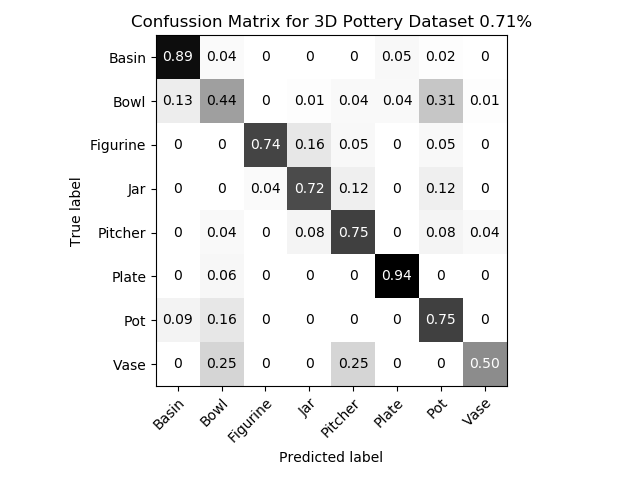 Confussion Matrix for 3D Pottery Dataset 0.71%
True label
Basin 0.89 0.04 0 0 0 0.05 0.02 0
Bowl 0.13 0.44 0 0.01 0.04 0.04 0.31 0.01
Figurine 0 0 0.74 0.16 0.05 0 0.05 0
Jar 0 0 0.04 0.72 0.12 0 0.12 0
Pitcher 0 0.04 0 0.08 0.75 0 0.08 0.04
Plate 0 0.06 0 0 0 0.94 0 0
Pot 0.09 0.16 0 0 0 0 0.75 0
Vase 0 0.25 0 0 0.25 0 0 0.50
Basin Bowl Figurine Jar Pitcher Plate Pot Vase
Predicted label